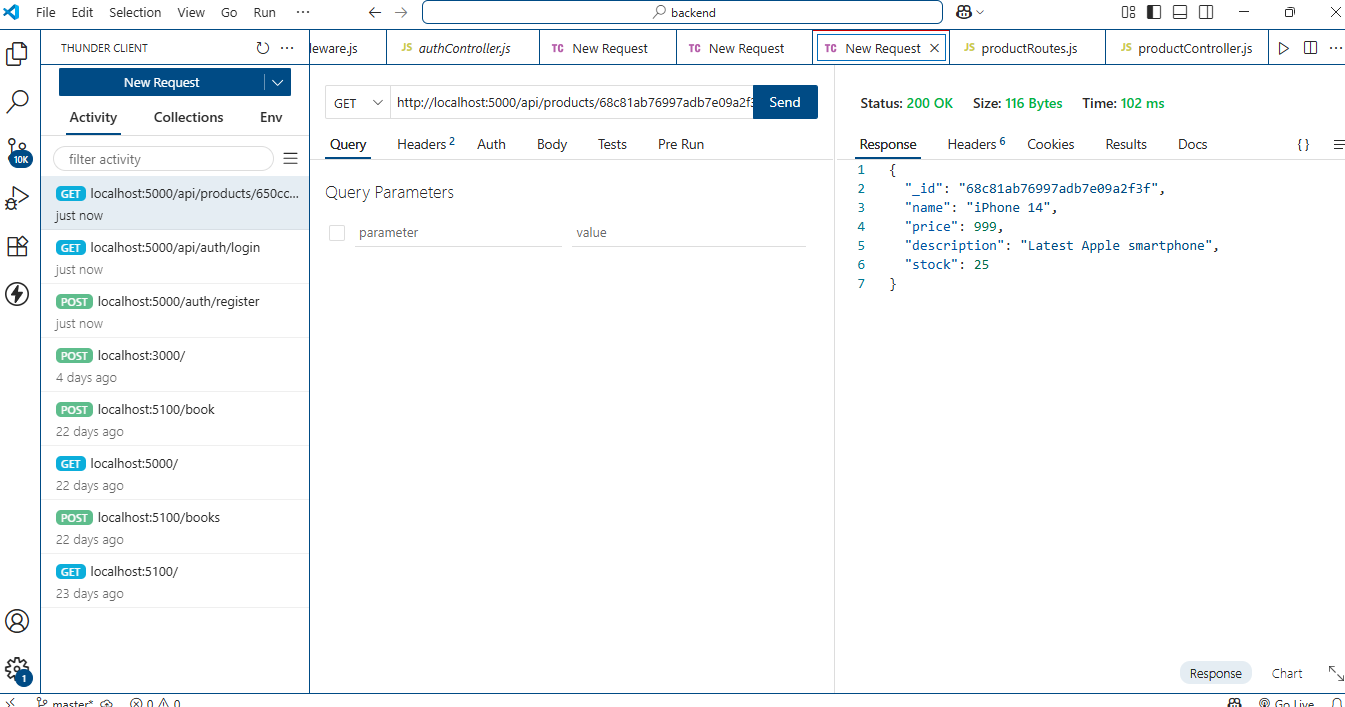 File Edit Selection View Go Run ···
backend
THUNDER CLIENT
New Request
Activity Collections Env
filter activity
GET localhost:5000/api/products/650cc...
just now
GET localhost:5000/api/auth/login
just now
POST localhost:5000/auth/register
just now
POST localhost:3000/
4 days ago
POST localhost:5100/book
22 days ago
GET localhost:5000/
22 days ago
POST localhost:5100/books
22 days ago
GET localhost:5100/
23 days ago
10K
1
leware.js JS authController.js TC New Request TC New Request TC New Request JS productRoutes.js JS productController.js
GET http://localhost:5000/api/products/68c81ab76997adb7e09a2f3 Send
Query Headers 2 Auth Body Tests Pre Run
Query Parameters
parameter value
Status: 200 OK Size: 116 Bytes Time: 102 ms
Response Headers 6 Cookies Results Docs {}
1 {
2 "_id": "68c81ab76997adb7e09a2f3f",
3 "name": "iPhone 14",
4 "price": 999,
5 "description": "Latest Apple smartphone",
6 "stock": 25
7 }
Response Chart
master* 0 0 Go Live